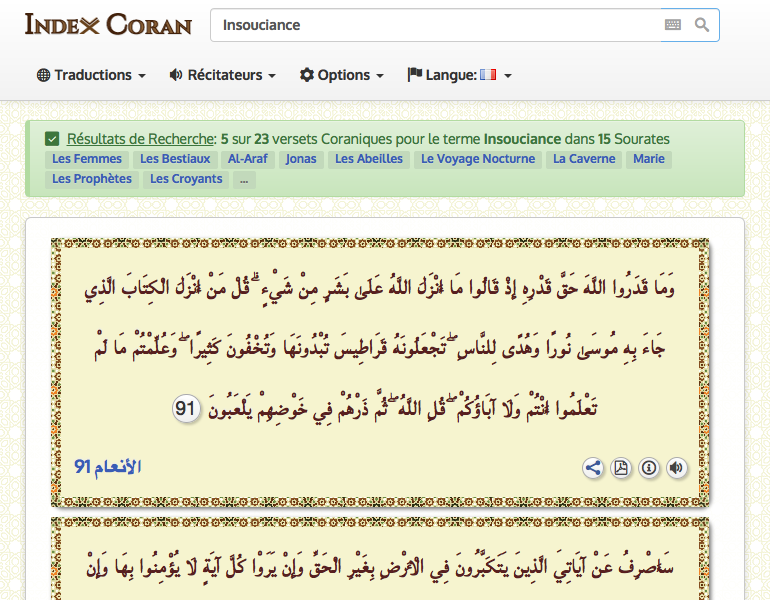 Index Coran
Insouciance
Traductions Récitateurs Options Langue:
Résultats de Recherche: 5 sur 23 versets Coraniques pour le terme Insouciance dans 15 Sourates
Les Femmes Les Bestiaux Al-Araf Jonas Les Abeilles Le Voyage Nocturne La Caverne Marie
Les Prophètes Les Croyants ...
وَمَا قَدَرُوا اللَّهَ حَقَّ قَدْرِهِ إِذْ قَالُوا مَا أَنْزَلَ اللَّهُ عَلَىٰ بَشَرٍ مِنْ شَيْءٍ ۗ قُلْ مَنْ أَنْزَلَ الْكِتَابَ الَّذِي
جَاءَ بِهِ مُوسَىٰ نُورًا وَهُدًى لِلنَّاسِ ۖ تَجْعَلُونَهُ قَرَاطِيسَ تُبْدُونَهَا وَتُخْفُونَ كَثِيرًا ۖ وَعُلِّمْتُمْ مَا لَمْ
تَعْلَمُوا أَنْتُمْ وَلَا آبَاؤُكُمْ ۖ قُلِ اللَّهُ ۖ ثُمَّ ذَرْهُمْ فِي خَوْضِهِمْ يَلْعَبُونَ 91
الأنعام 91
سَأَصْرِفُ عَنْ آيَاتِيَ الَّذِينَ يَتَكَبَّرُونَ فِي الْأَرْضِ بِغَيْرِ الْحَقِّ وَإِنْ يَرَوْا كُلَّ آيَةٍ لَا يُؤْمِنُوا بِهَا وَإِنْ